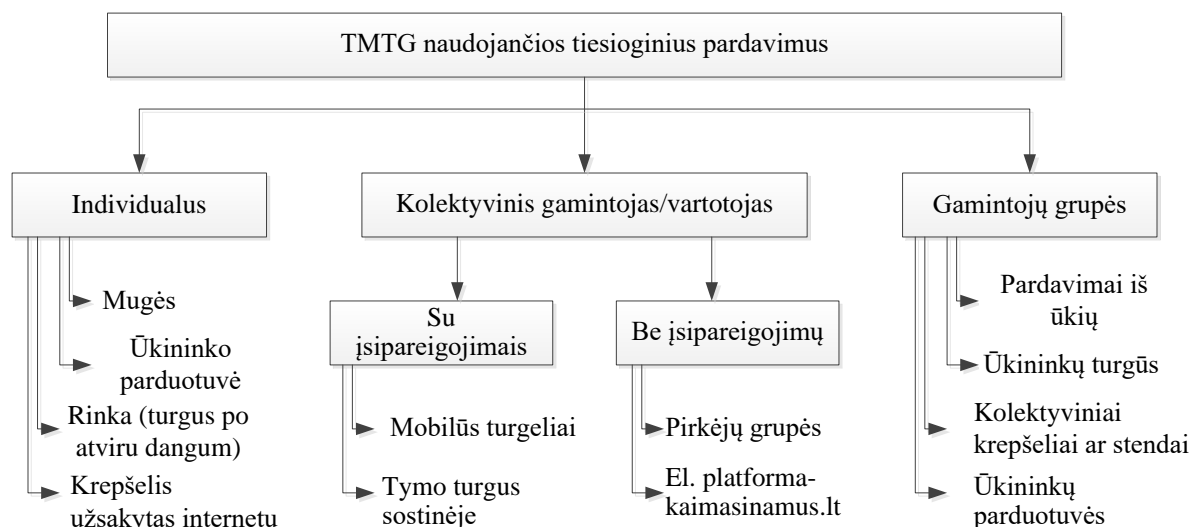 TMTG naudojančios tiesioginius pardavimus
Individualus
Kolektyvinis gamintojas/vartotojas
Gamintojų grupės
Mugės
Ūkininko
parduotuvė
Rinka (turgus po
atviru dangum)
Krepšelis
užsakytas internetu
Su
įsipareigojimais
Mobilūs turgeliai
Tymo turgus
sostinėje
Be įsipareigojimų
Pirkėjų grupės
El. platforma-
kaimasinamus.lt
Pardavimai iš
ūkių
Ūkininkų turgūs
Kolektyviniai
krepšeliai ar stendai
Ūkininkų
parduotuvės